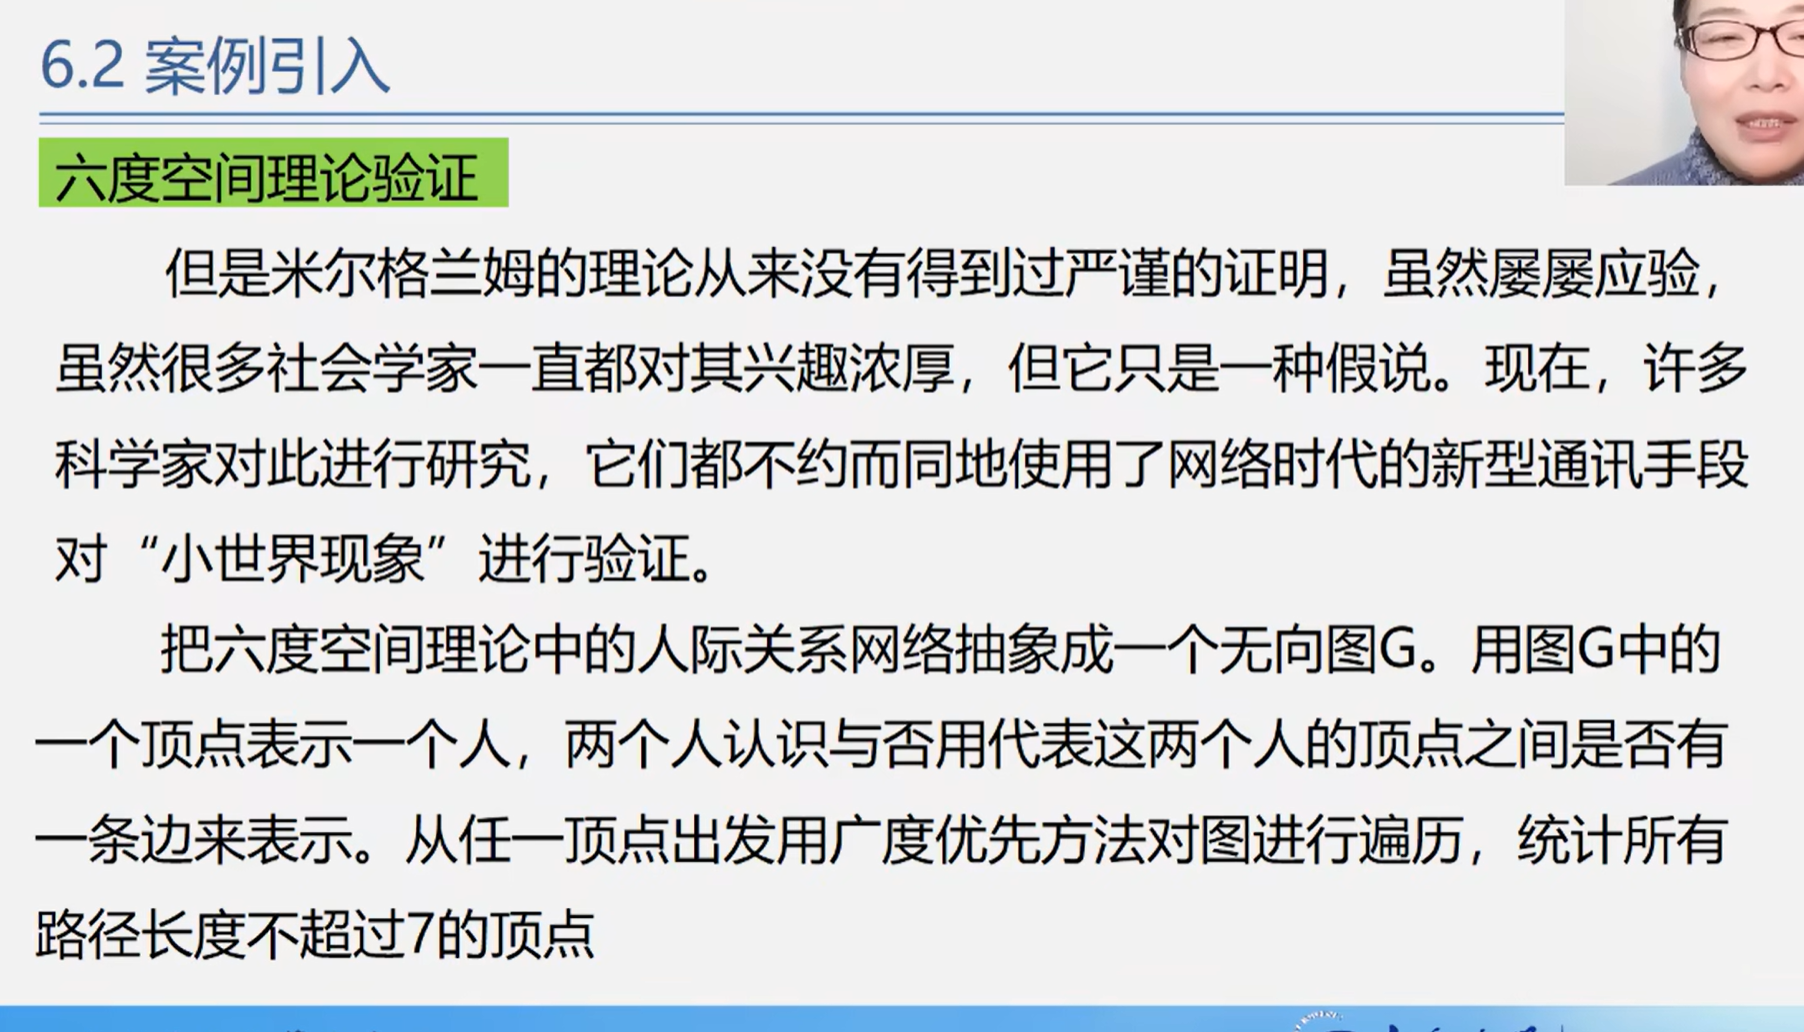 6.2 案例引入
六度空间理论验证
但是米尔格兰姆的理论从来没有得到过严谨的证明，虽然屡屡应验，
虽然很多社会学家一直都对其兴趣浓厚，但它只是一种假说。现在，许多
科学家对此进行研究，它们都不约而同地使用了网络时代的新型通讯手段
对“小世界现象”进行验证。
把六度空间理论中的人际关系网络抽象成一个无向图G。用图G中的
一个顶点表示一个人，两个人认识与否用代表这两个人的顶点之间是否有
一条边来表示。从任一顶点出发用广度优先方法对图进行遍历，统计所有
路径长度不超过7的顶点